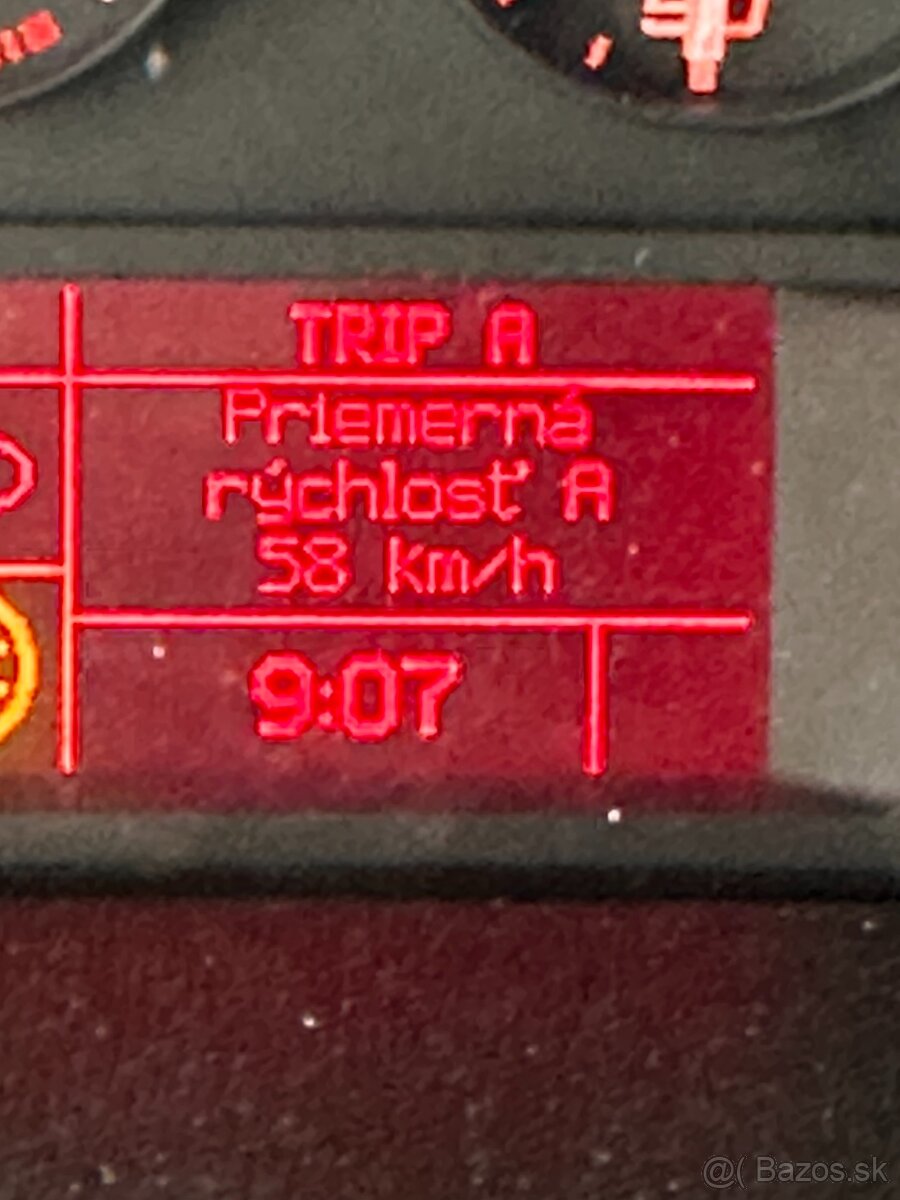 TRIP A
Priemerná
rýchlosť A
58 Km/h
9:07
@( Bazos.sk